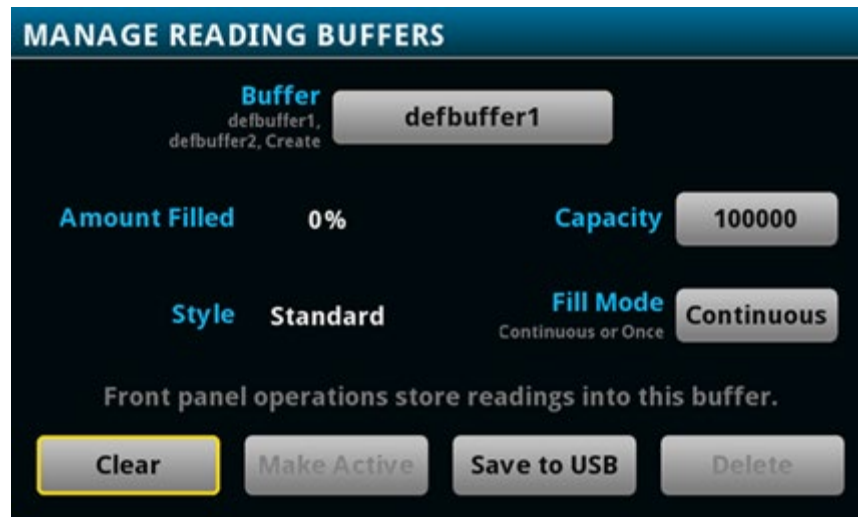 MANAGE READING BUFFERS
Buffer
defbuffer1,
defbuffer2, Create
defbuffer1
Amount Filled 0% Capacity 100000
Style Standard Fill Mode
Continuous or Once
Continuous
Front panel operations store readings into this buffer.
Clear Make Active Save to USB Delete